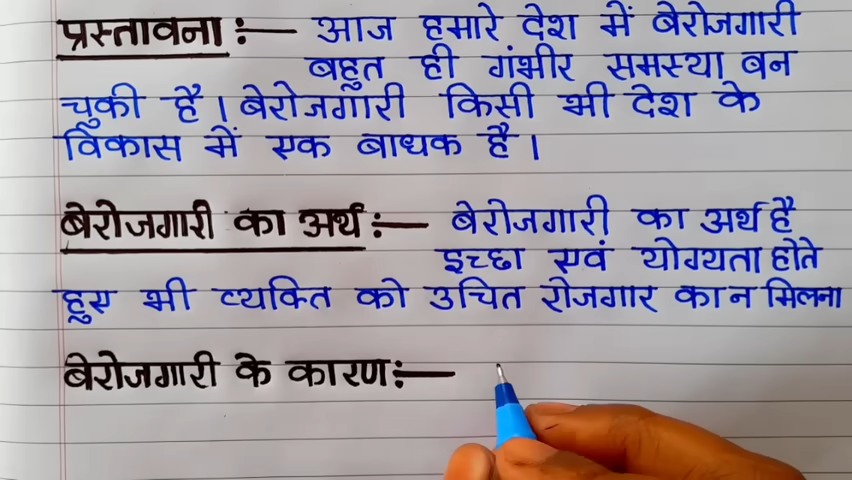 प्रस्तावना :— आज हमारे देश में बेरोजगारी
बहुत ही गंभीर समस्या बन
चुकी है। बेरोजगारी किसी भी देश के
विकास में एक बाधक है।
बेरोजगारी का अर्थ :— बेरोजगारी का अर्थ है
इच्छा एवं योग्यता होते
हुए भी व्यक्ति को उचित रोजगार का न मिलना
बेरोजगारी के कारण :—